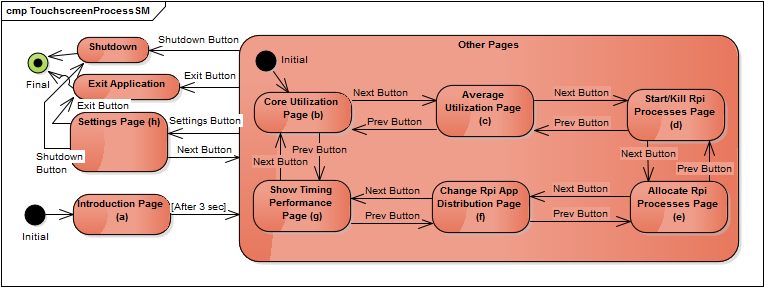 cmp TouchscreenProcessSM
Shutdown
Shutdown Button
Other Pages
Final
Initial
Exit Application
Exit Button
Exit Button
Core Utilization
Page (b)
Next Button
Prev Button
Average
Utilization Page
(c)
Next Button
Prev Button
Start/Kill Rpi
Processes Page
(d)
Settings Page (h)
Settings Button
Next Button
Shutdown
Button
Prev Button
Next Button
Next Button
Prev Button
Introduction Page
(a)
[After 3 sec]
Initial
Show Timing
Performance
Page (g)
Next Button
Prev Button
Change Rpi App
Distribution Page
(f)
Next Button
Prev Button
Allocate Rpi
Processes Page
(e)